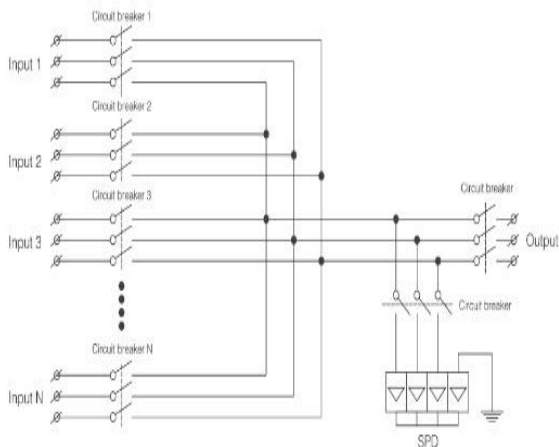 Circuit breaker 1
Input 1
Circuit breaker 2
Input 2
Circuit breaker 3
Circuit breaker
Input 3
Output
Circuit breaker
Circuit breaker N
Input N
SPD